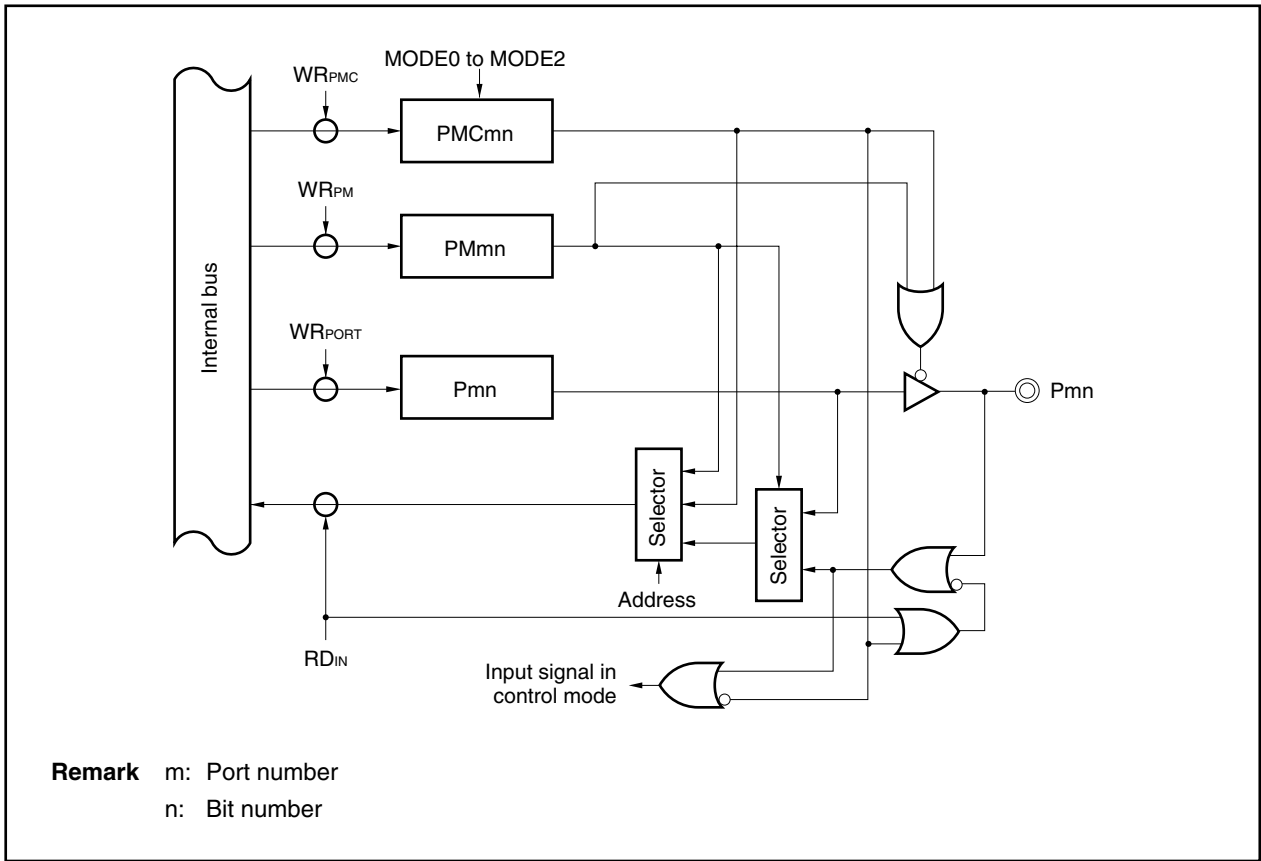 MODE0 to MODE2
WRPMC
PMCmn
WRPM
PMmn
Internal bus
WRPORT
Pmn
Pmn
Selector
Selector
Address
RDIN
Input signal in
control mode
Remark m: Port number
n: Bit number